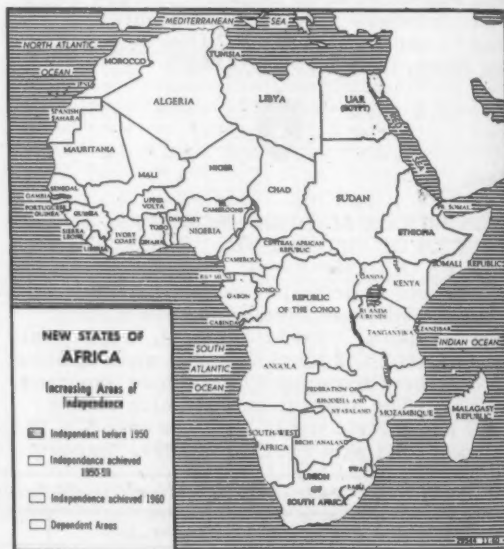 MEDITERRANEAN SEA
NORTH ATLANTIC
OCEAN
MOROCCO
TUNISIA
ALGERIA
LIBYA
UAR
(EGYPT)
SPANISH
SAHARA
MAURITANIA
MALI
NIGER
CHAD
SUDAN
SENEGAL
GAMBIA
PORTUGUESE
GUINEA
GUINEA
SIERRA
LEONE
LIBERIA
IVORY
COAST
UPPER
VOLTA
GHANA
TOGO
DAHOMEY
NIGERIA
CAMEROONS
CAMEROUN
CENTRAL AFRICAN
REPUBLIC
ETHIOPIA
SOMALI REPUBLIC
UGANDA
KENYA
GABON
CONGO
REPUBLIC
OF THE CONGO
RUANDA
URUNDI
TANGANYIKA
ZANZIBAR
CABINDA
INDIAN OCEAN
SOUTH
ATLANTIC
OCEAN
ANGOLA
FEDERATION OF
RHODESIA AND
NYASALAND
MOZAMBIQUE
MALAGASY
REPUBLIC
SOUTH-WEST
AFRICA
BECHUANALAND
UNION
OF
SOUTH AFRICA
NEW STATES OF
AFRICA
Increasing Areas of
Independence
Independent before 1950
Independence achieved
1950-59
Independence achieved 1960
Dependent Areas